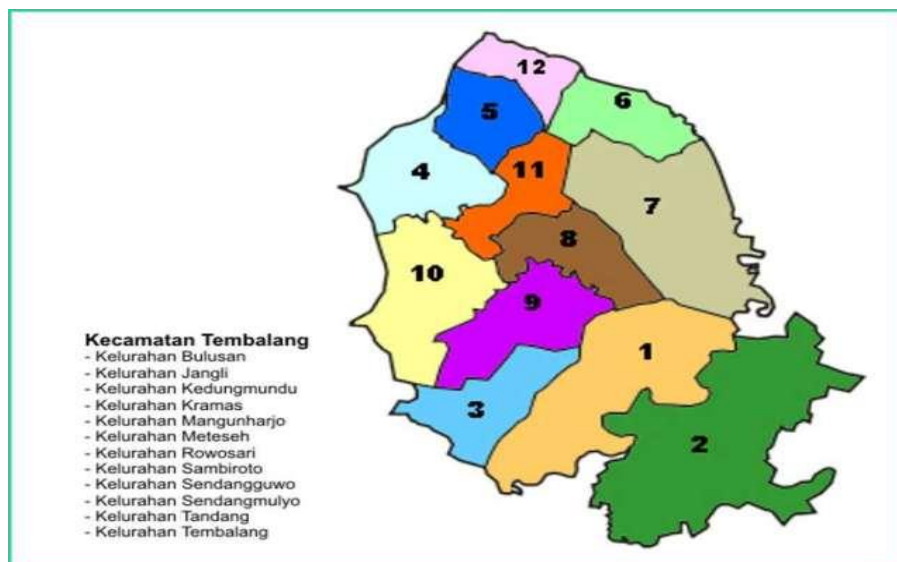 12
6
5
11
4
7
8
10
9
Kecamatan Tembalang
- Kelurahan Bulusan
- Kelurahan Jangli
- Kelurahan Kedungmundu
- Kelurahan Kramas
- Kelurahan Mangunharjo
- Kelurahan Meteseh
- Kelurahan Rowosari
- Kelurahan Sambiroto
- Kelurahan Sendangguwo
- Kelurahan Sendangmulyo
- Kelurahan Tandang
- Kelurahan Tembalang
1
3
2